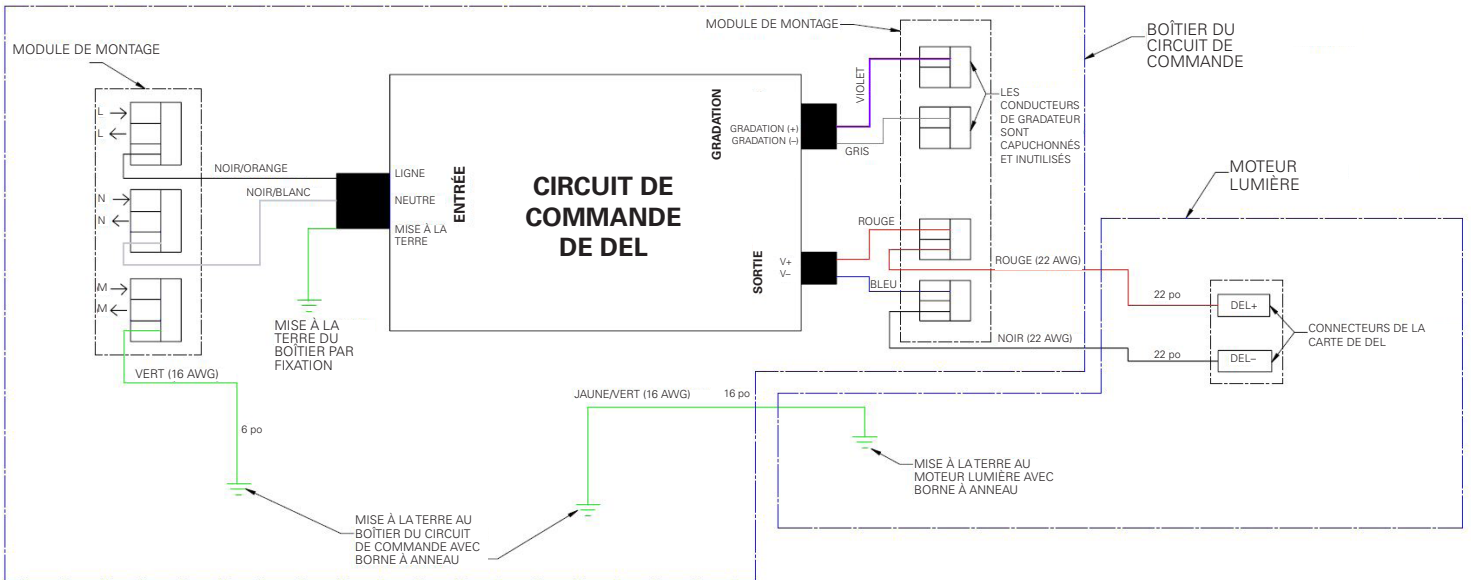 MODULE DE MONTAGE
L
L
N
N
M
M
NOIR/ORANGE
NOIR/BLANC
LIGNE
NEUTRE
MISE À LA
TERRE
ENTRÉE
CIRCUIT DE
COMMANDE
DE DEL
GRADATION
GRADATION (+)
GRADATION (–)
SORTIE
V+
V–
MISE À LA
TERRE DU
BOÎTIER PAR
FIXATION
VERT (16 AWG)
6 po
MODULE DE MONTAGE
VIOLET
GRIS
LES
CONDUCTEURS
DE GRADATEUR
SONT
CAPUCHONNÉS
ET INUTILISÉS
BOÎTIER DU
CIRCUIT DE
COMMANDE
ROUGE
BLEU
ROUGE (22 AWG)
NOIR (22 AWG)
MOTEUR
LUMIÈRE
22 po
22 po
DEL+
DEL–
CONNECTEURS DE LA
CARTE DE DEL
JAUNE/VERT (16 AWG)
16 po
MISE À LA TERRE AU
MOTEUR LUMIÈRE AVEC
BORNE À ANNEAU
MISE À LA TERRE AU
BOÎTIER DU CIRCUIT
DE COMMANDE AVEC
BORNE À ANNEAU